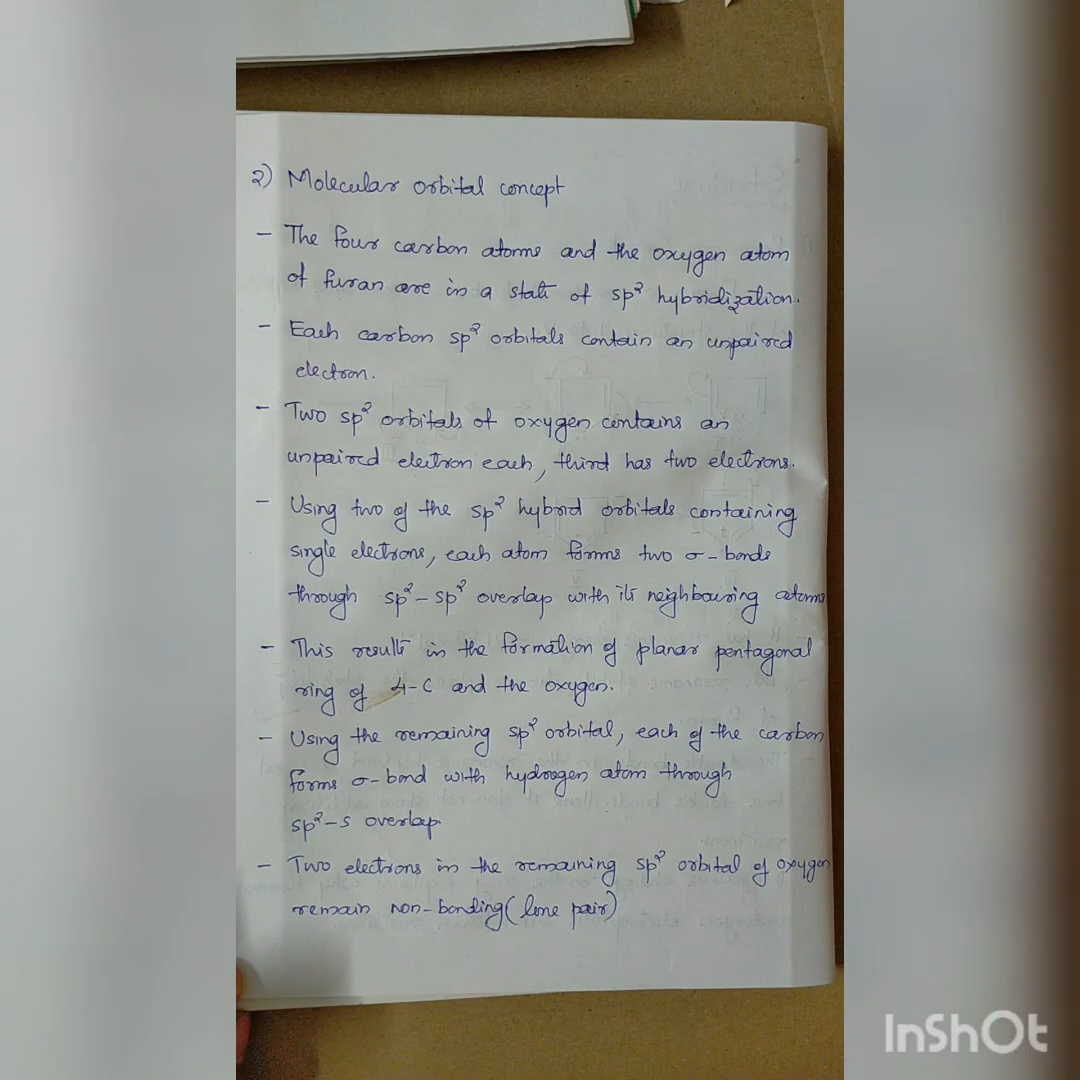 2) Molecular orbital concept
- The four carbon atoms and the oxygen atom
of furan are in a state of sp² hybridization.
- Each carbon sp² orbitals contain an unpaired
electron.
- Two sp² orbitals of oxygen contains an
unpaired electron each, third has two electrons.
- Using two of the sp² hybrid orbitals containing
single electrons, each atom forms two σ-bonds
through sp²-sp² overlap with its neighbouring atoms
- This results in the formation of planar pentagonal
ring of 4-C and the oxygen.
- Using the remaining sp² orbital, each of the carbon
forms σ-bond with hydrogen atom through
sp²-s overlap.
- Two electrons in the remaining sp² orbital of oxygen
remain non-bonding (lone pair)
InShOt